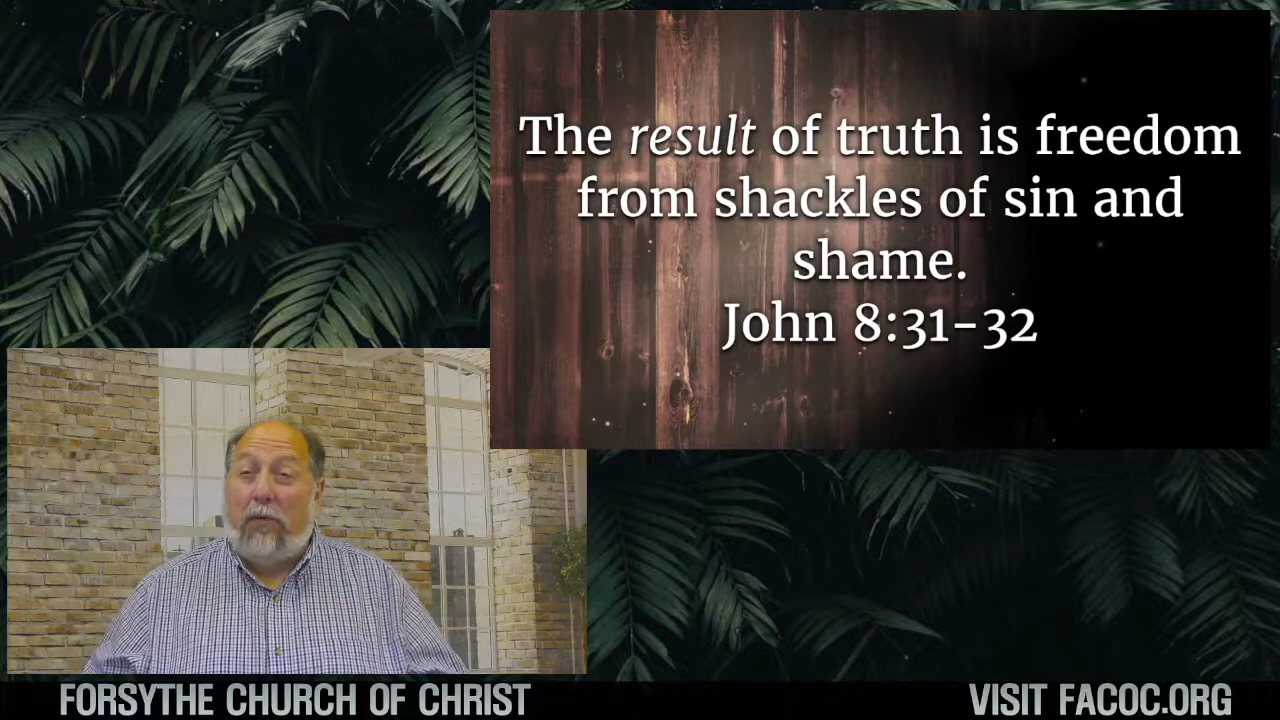 The result of truth is freedom
from shackles of sin and
shame.
John 8:31-32
FORSYTHE CHURCH OF CHRIST
VISIT FACOC.ORG